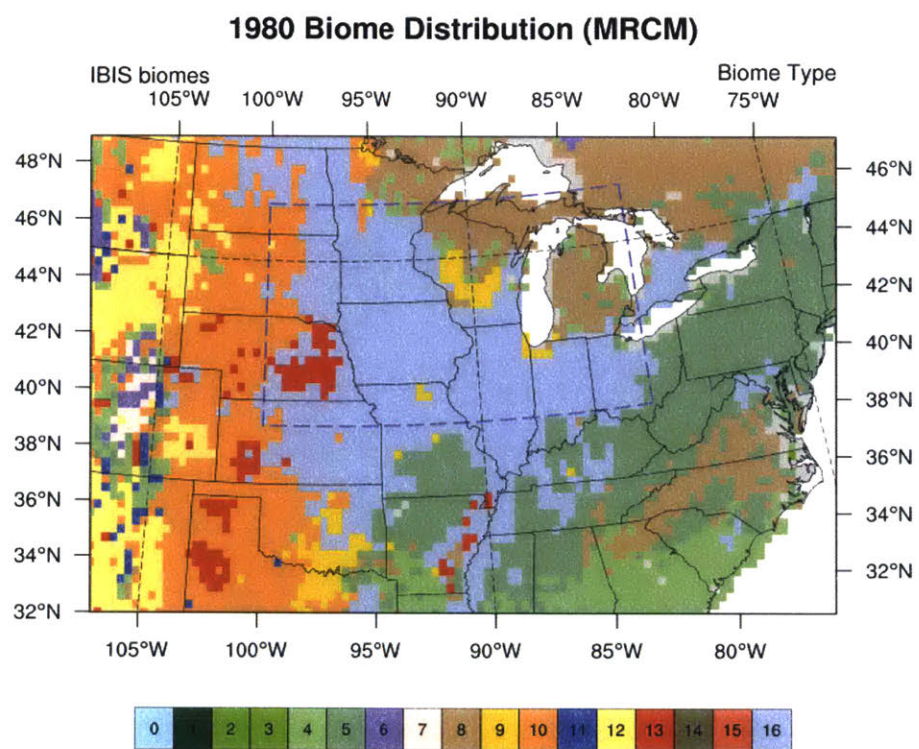 1980 Biome Distribution (MRCM)
IBIS biomes
Biome Type
105°W 100°W 95°W 90°W 85°W 80°W 75°W
48°N
46°N
44°N
42°N
40°N
38°N
36°N
34°N
32°N
46°N
44°N
42°N
40°N
38°N
36°N
34°N
32°N
105°W 100°W 95°W 90°W 85°W 80°W
0 1 2 3 4 5 6 7 8 9 10 11 12 13 14 15 16